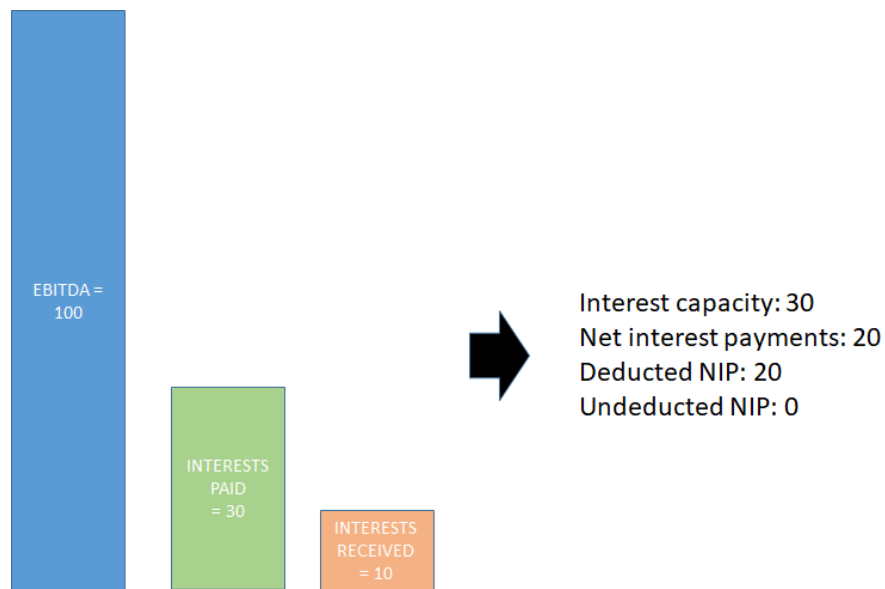 EBITDA =
100
INTERESTS
PAID
= 30
INTERESTS
RECEIVED
= 10
Interest capacity: 30
Net interest payments: 20
Deducted NIP: 20
Undeducted NIP: 0